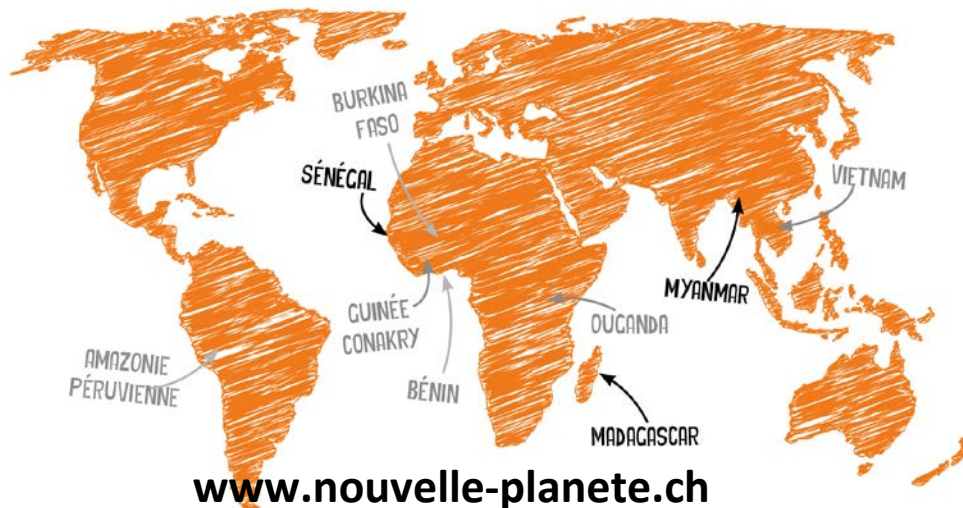 BURKINA
FASO
SÉNÉGAL
VIETNAM
MYANMAR
GUINÉE
CONAKRY
OUGANDA
AMAZONIE
PÉRUVIENNE
BÉNIN
MADAGASCAR
www.nouvelle-planete.ch